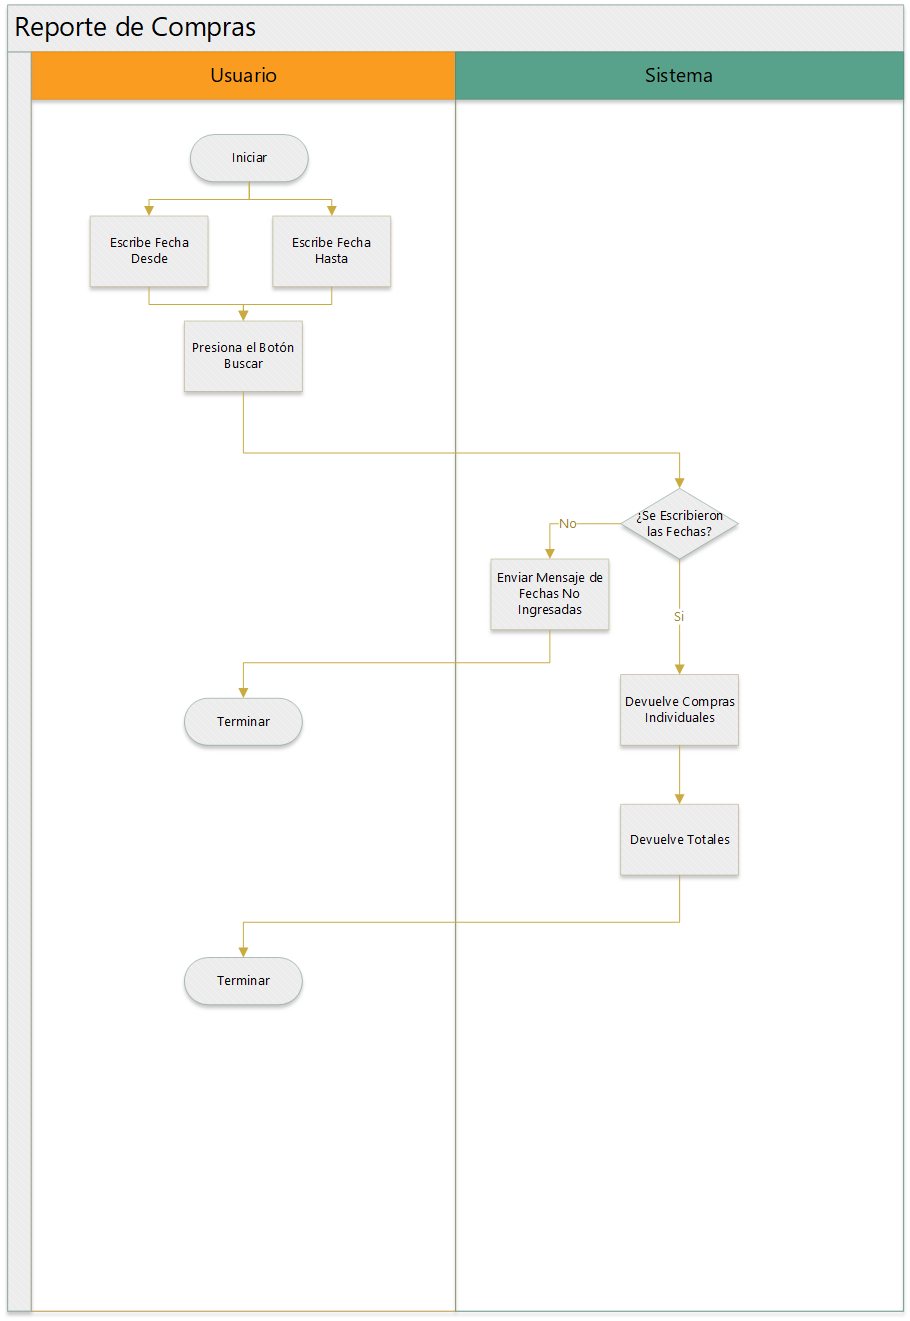 Reporte de Compras
Usuario
Sistema
Iniciar
Escribe Fecha
Desde
Escribe Fecha
Hasta
Presiona el Botón
Buscar
¿Se Escribieron
las Fechas?
No
Enviar Mensaje de
Fechas No
Ingresadas
Si
Terminar
Devuelve Compras
Individuales
Devuelve Totales
Terminar